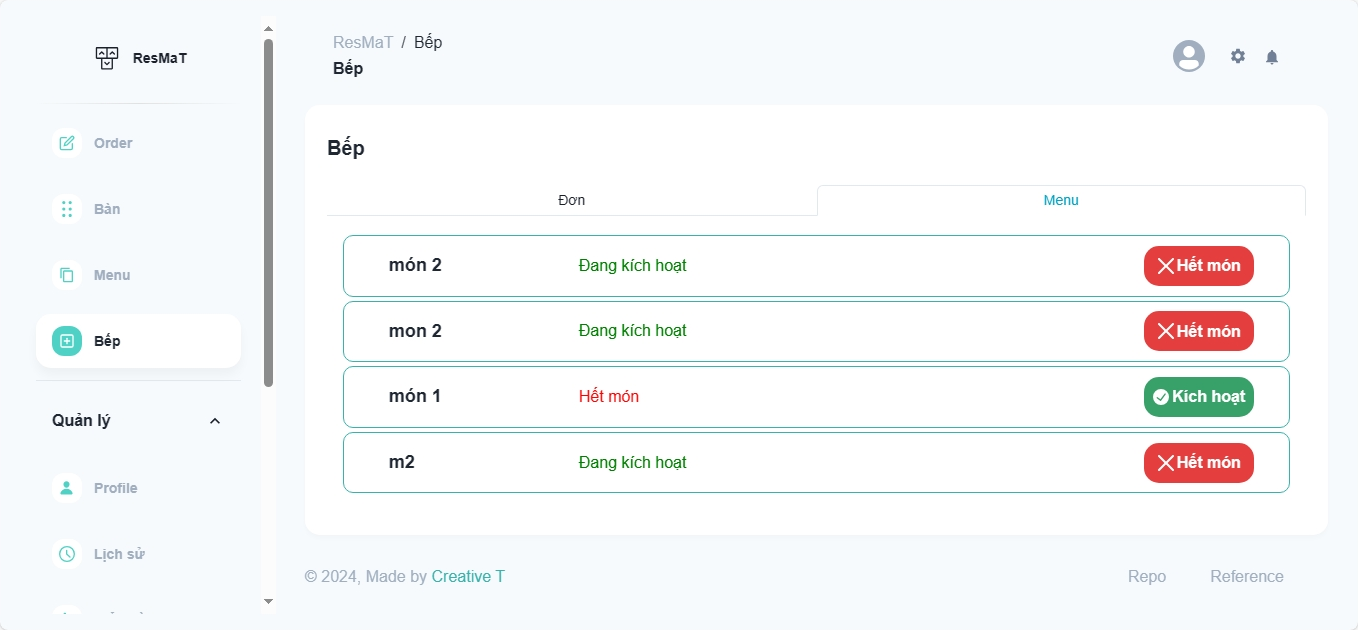 ResMaT
Order
Bàn
Menu
Bếp
Quản lý
Profile
Lịch sử
ResMaT / Bếp
Bếp
Bếp
Đơn Menu
món 2 Đang kích hoạt Hết món
mon 2 Đang kích hoạt Hết món
món 1 Hết món Kích hoạt
m2 Đang kích hoạt Hết món
© 2024, Made by Creative T Repo Reference